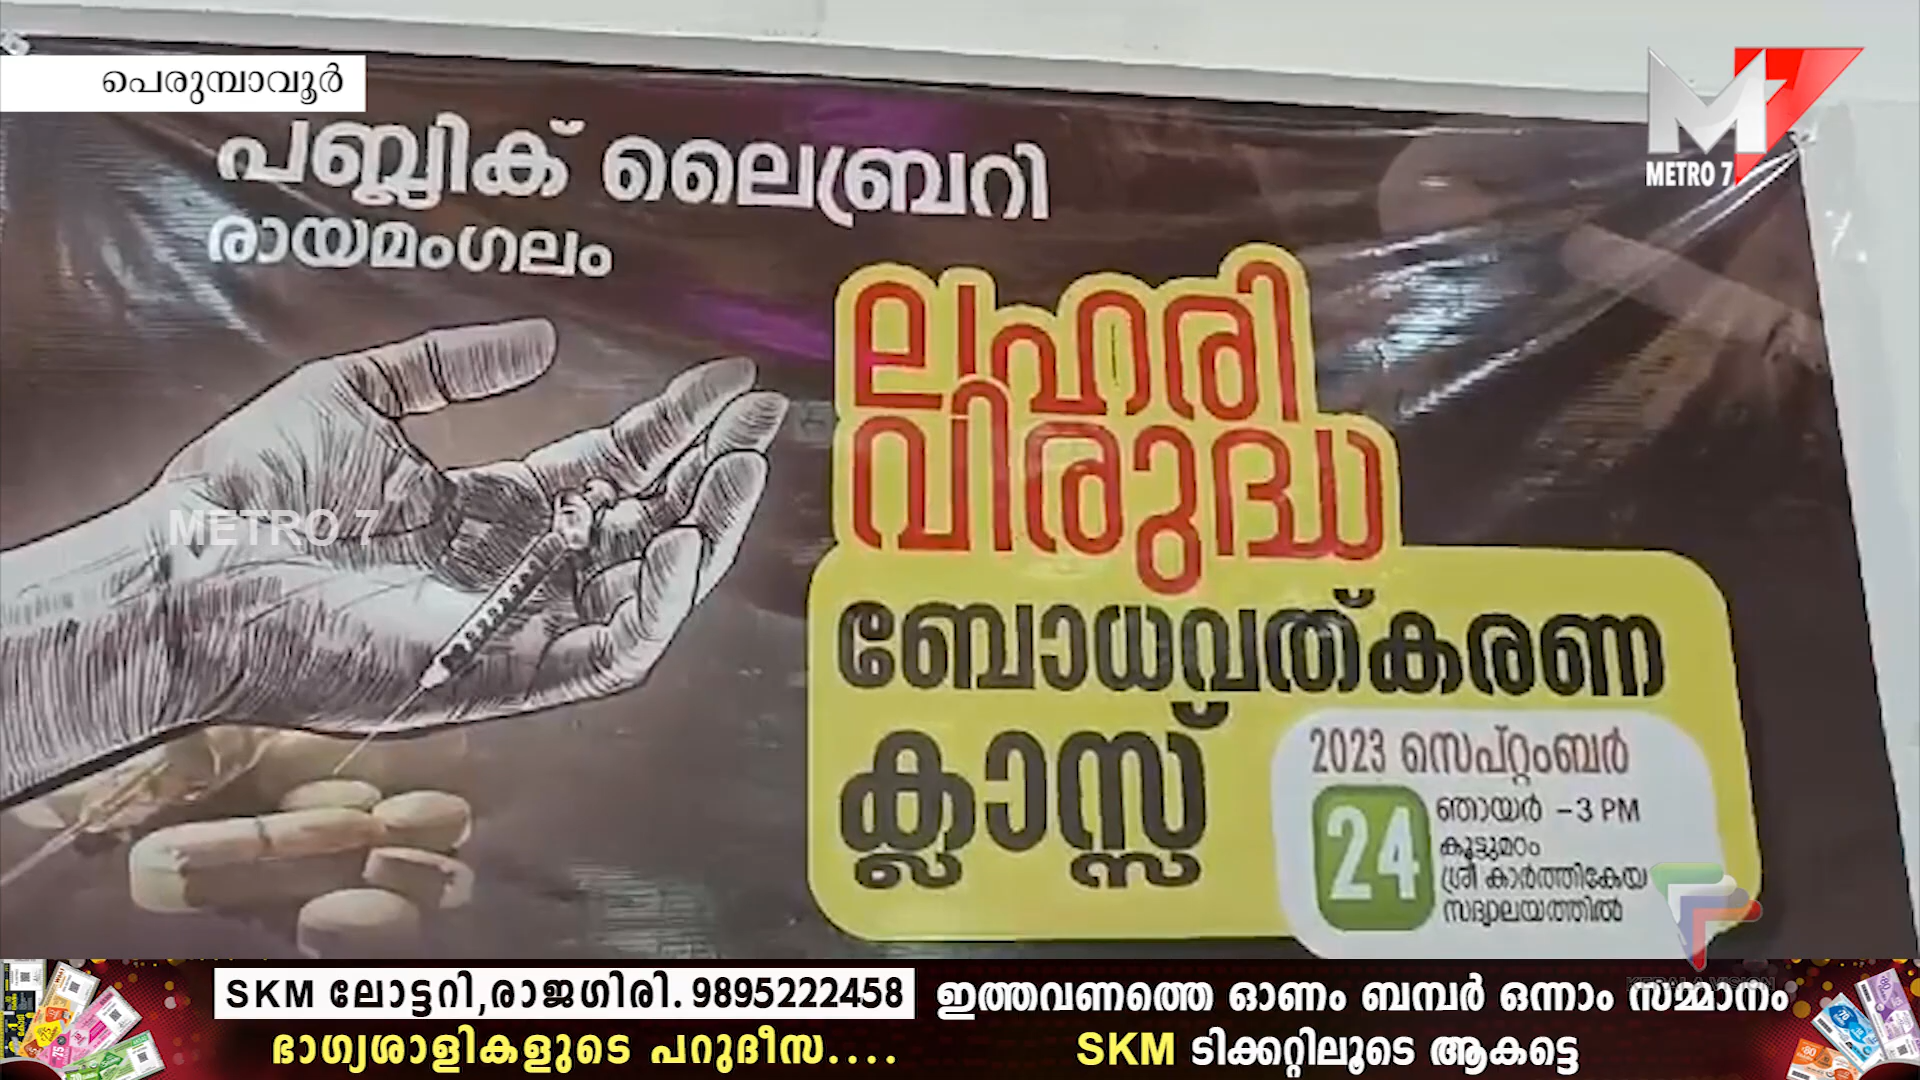 പെരുമ്പാവൂർ
METRO 7
പബ്ലിക് ലൈബ്രറി
രായമംഗലം
ലഹരി
വിരുദ്ധ
METRO 7
ബോധവത്കരണ
ക്ലാസ്സ്
2023 സെപ്റ്റംബർ
24
ഞായർ – 3 PM
കൂട്ടുമഠം
ശ്രീ കാർത്തികേയ
സദ്യാലയത്തിൽ
KERALA VISION
SKM ലോട്ടറി,രാജഗിരി. 9895222458
ഭാഗ്യശാളികളുടെ പറുദീസ....
ഇത്തവണത്തെ ഓണം ബമ്പർ ഒന്നാം സമ്മാനം
SKM ടിക്കറ്റിലൂടെ ആകട്ടെ